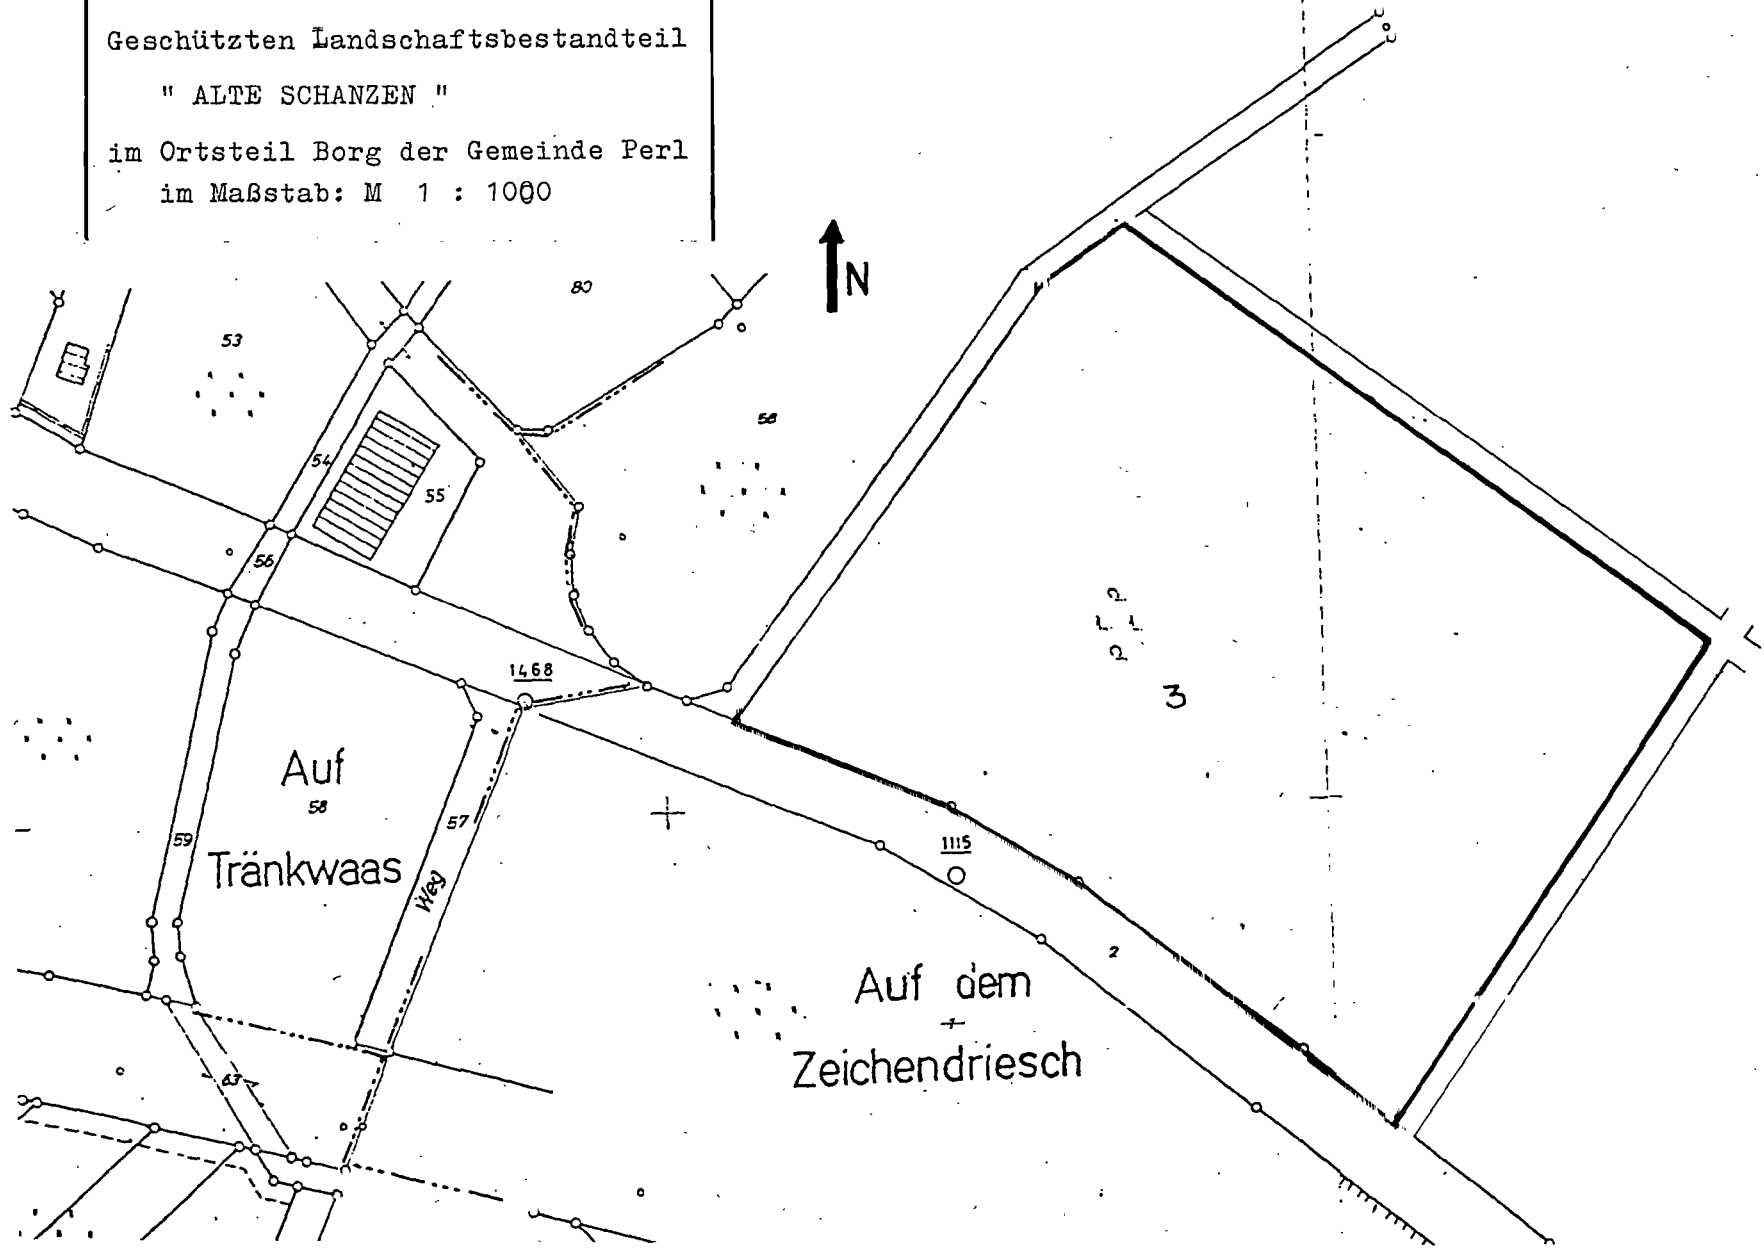 Geschützten Landschaftsbestandteil
" ALTE SCHANZEN "
im Ortsteil Borg der Gemeinde Perl
im Maßstab: M 1 : 1000
N
80
53
58
54
55
56
1468
3
Auf
58
57
59
Tränkwaas
1115
Weg
2
Auf dem
Zeichendriesch
63